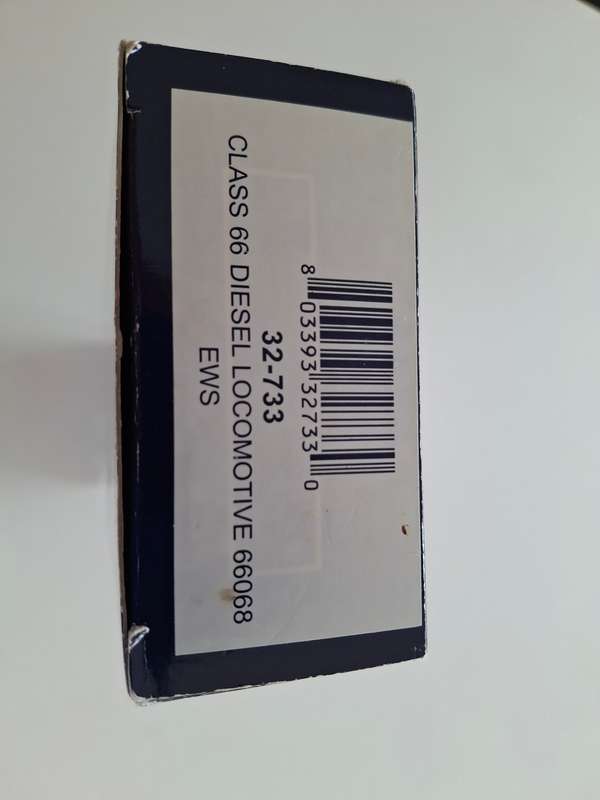 8 03393 32733 0
32-733
CLASS 66 DIESEL LOCOMOTIVE 66068
EWS